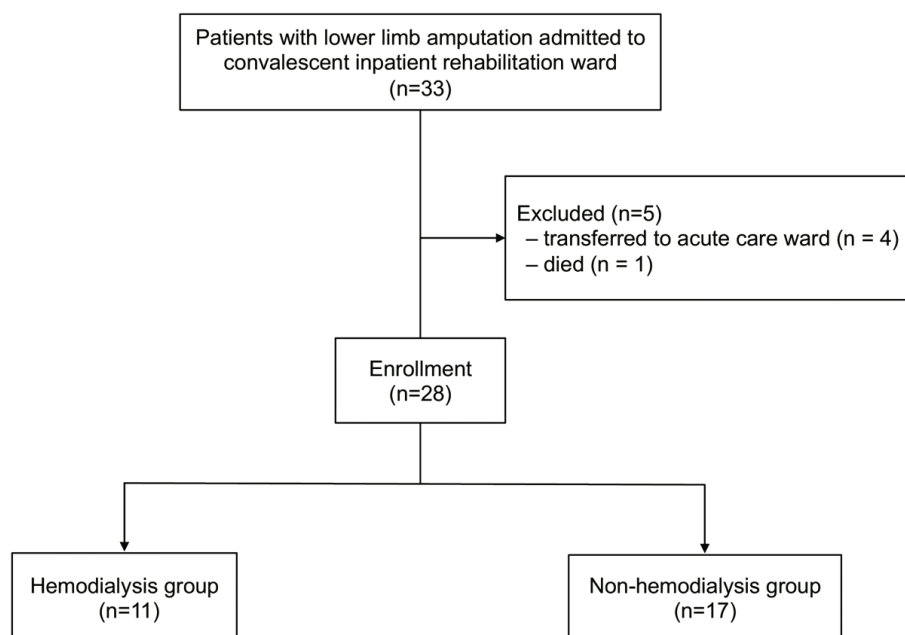 Patients with lower limb amputation admitted to
convalescent inpatient rehabilitation ward
(n=33)
Excluded (n=5)
– transferred to acute care ward (n = 4)
– died (n = 1)
Enrollment
(n=28)
Hemodialysis group
(n=11)
Non-hemodialysis group
(n=17)